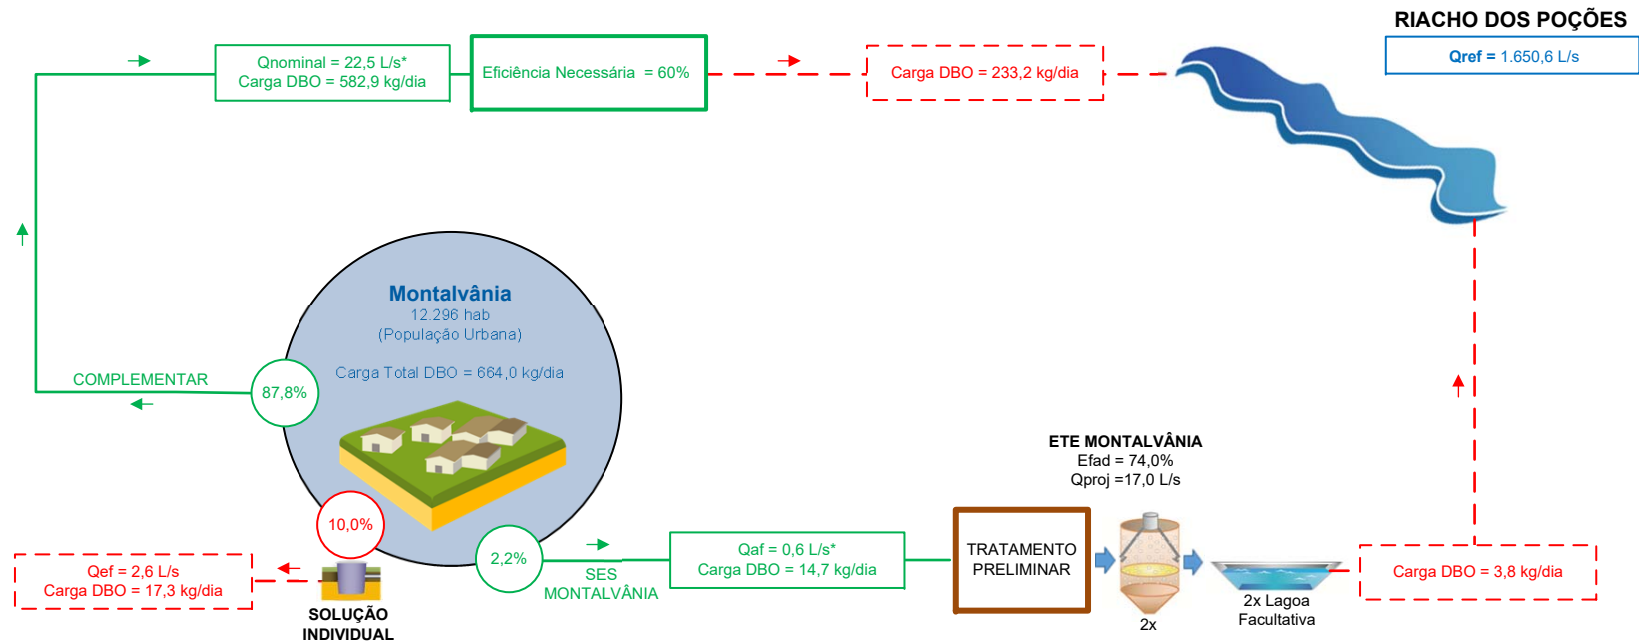 RIACHO DOS POÇÕES
Qref = 1.650,6 L/s
Qnominal = 22,5 L/s*
Carga DBO = 582,9 kg/dia
Eficiência Necessária = 60%
Carga DBO = 233,2 kg/dia
Montalvânia
12.296 hab
(População Urbana)
Carga Total DBO = 664,0 kg/dia
COMPLEMENTAR
87,8%
10,0%
2,2%
Qef = 2,6 L/s
Carga DBO = 17,3 kg/dia
SOLUÇÃO
INDIVIDUAL
SES
MONTALVÂNIA
Qaf = 0,6 L/s*
Carga DBO = 14,7 kg/dia
ETE MONTALVÂNIA
Efad = 74,0%
Qproj =17,0 L/s
TRATAMENTO
PRELIMINAR
2x
2x Lagoa
Facultativa
Carga DBO = 3,8 kg/dia